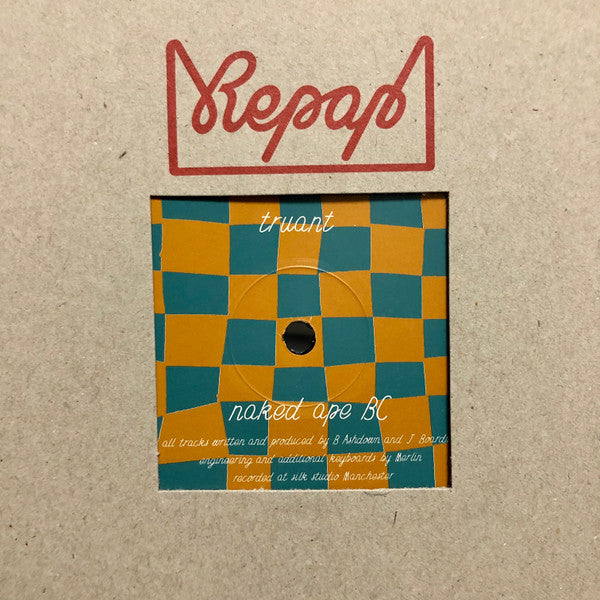 Repap
truant
naked ape BC
all tracks written and produced by B Ashdown and J Board
engineering and additional keyboards by Merlin
recorded at silk studio Manchester